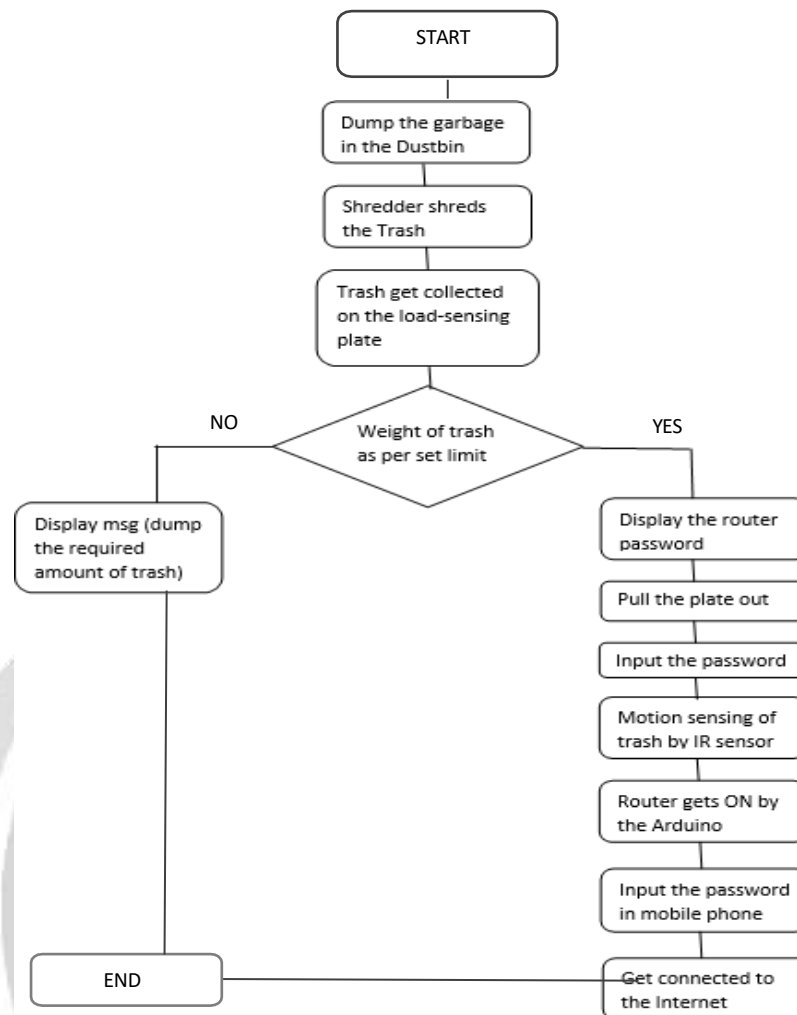 START
Dump the garbage
in the Dustbin
Shredder shreds
the Trash
Trash get collected
on the load-sensing
plate
Weight of trash
as per set limit
NO
YES
Display msg (dump
the required
amount of trash)
Display the router
password
Pull the plate out
Input the password
Motion sensing of
trash by IR sensor
Router gets ON by
the Arduino
Input the password
in mobile phone
Get connected to
the Internet
END